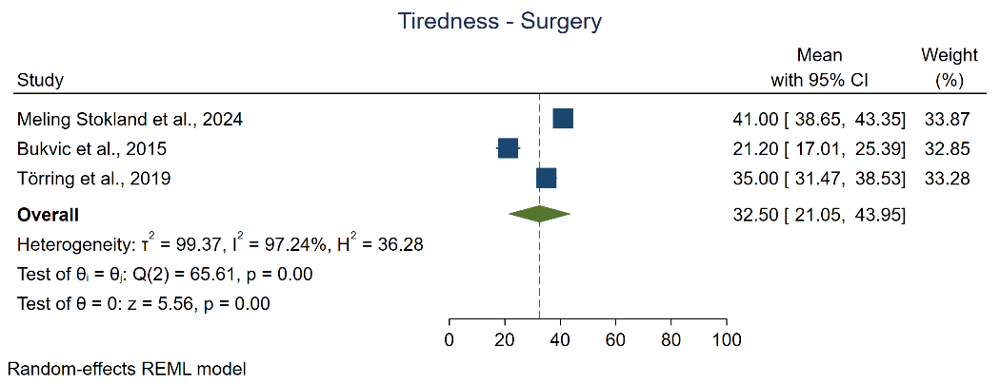 Tiredness - Surgery
Mean Weight
Study with 95% CI (%)
Meling Stokland et al., 2024 41.00 [ 38.65, 43.35] 33.87
Bukvic et al., 2015 21.20 [ 17.01, 25.39] 32.85
Törring et al., 2019 35.00 [ 31.47, 38.53] 33.28
Overall 32.50 [ 21.05, 43.95]
Heterogeneity: τ² = 99.37, I² = 97.24%, H² = 36.28
Test of θᵢ = θⱼ: Q(2) = 65.61, p = 0.00
Test of θ = 0: z = 5.56, p = 0.00
0 20 40 60 80 100
Random-effects REML model